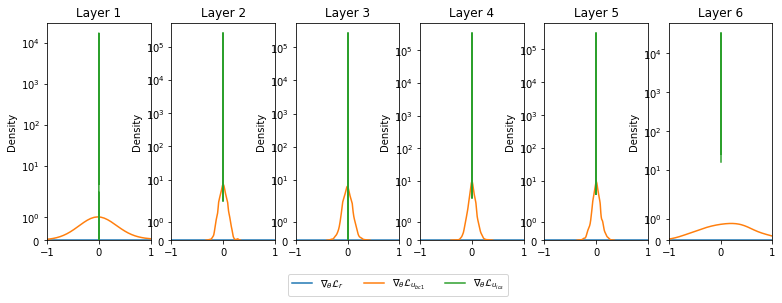 Layer 1 Layer 2 Layer 3 Layer 4 Layer 5 Layer 6
Density 10⁴ 10³ 10² 10¹ 10⁰ 0
Density 10⁵ 10⁴ 10³ 10² 10¹ 10⁰ 0
Density 10⁵ 10⁴ 10³ 10² 10¹ 10⁰ 0
Density 10⁵ 10⁴ 10³ 10² 10¹ 10⁰ 0
Density 10⁵ 10⁴ 10³ 10² 10¹ 10⁰ 0
Density 10⁴ 10³ 10² 10¹ 10⁰ 0
−1 0 1 −1 0 1 −1 0 1 −1 0 1 −1 0 1 −1 0 1
∇θℒr ∇θℒubc1 ∇θℒuics